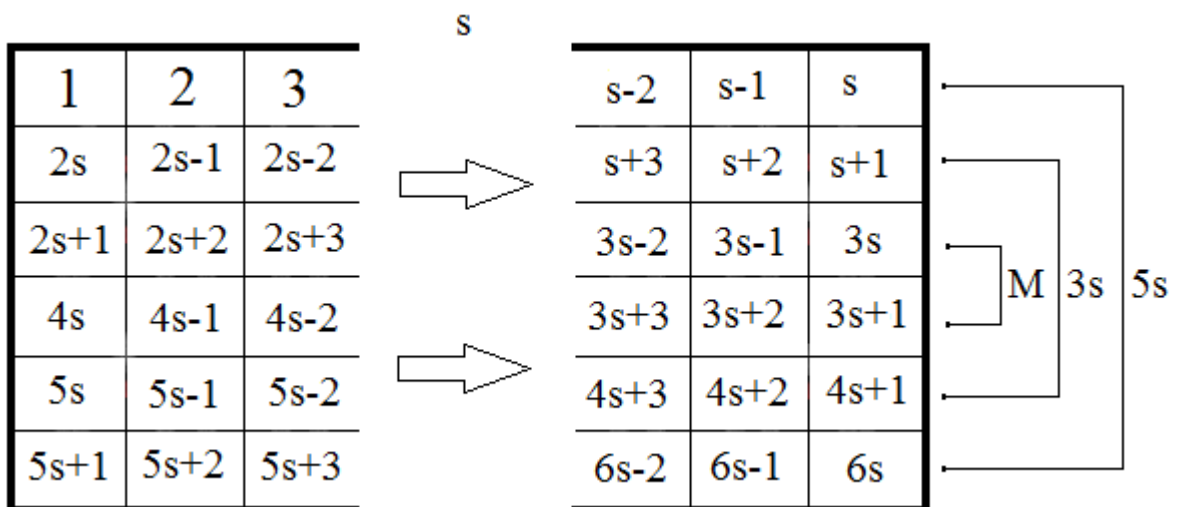 s
1 2 3 s-2 s-1 s
2s 2s-1 2s-2 s+3 s+2 s+1
2s+1 2s+2 2s+3 3s-2 3s-1 3s
M 3s 5s
4s 4s-1 4s-2 3s+3 3s+2 3s+1
5s 5s-1 5s-2 4s+3 4s+2 4s+1
5s+1 5s+2 5s+3 6s-2 6s-1 6s